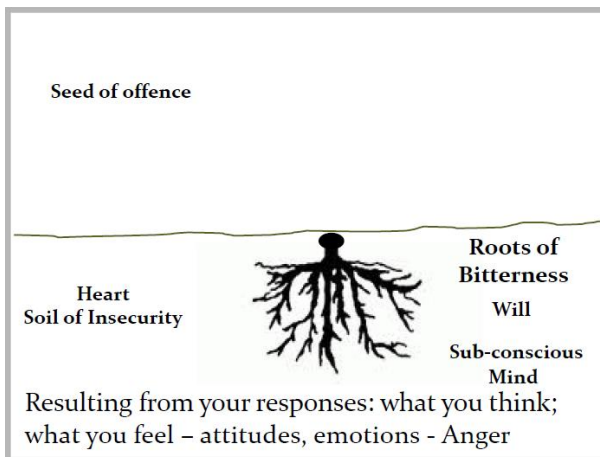 Seed of offence
Roots of
Bitterness
Heart
Soil of Insecurity
Will
Sub-conscious
Mind
Resulting from your responses: what you think;
what you feel – attitudes, emotions - Anger